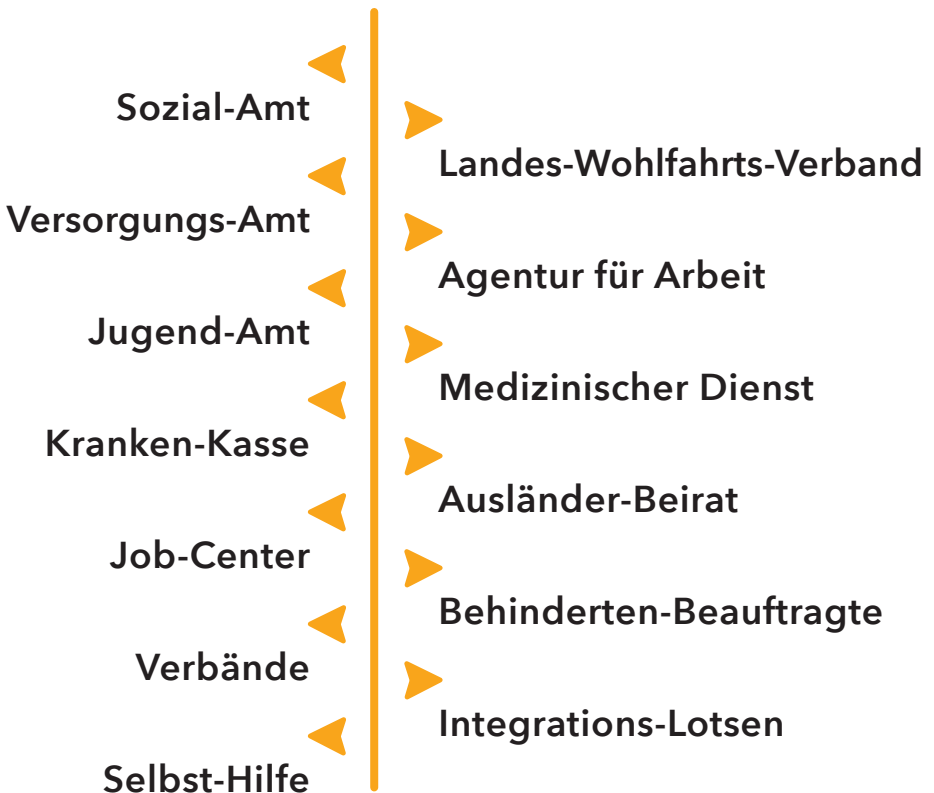 Sozial-Amt
Landes-Wohlfahrts-Verband
Versorgungs-Amt
Agentur für Arbeit
Jugend-Amt
Medizinischer Dienst
Kranken-Kasse
Ausländer-Beirat
Job-Center
Behinderten-Beauftragte
Verbände
Integrations-Lotsen
Selbst-Hilfe